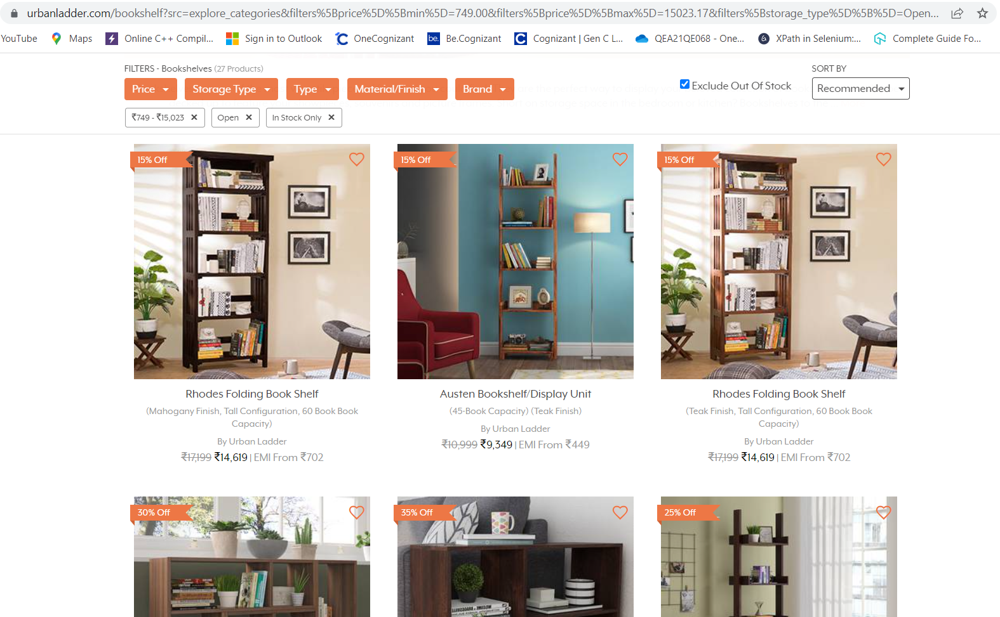 urbanladder.com/bookshelf?src=explore_categories&filters%5Bprice%5D%5Bmin%5D=749.00&filters%5Bprice%5D%5Bmax%5D=15023.17&filters%5Bstorage_type%5D%5B%5D=Open...
YouTube Maps Online C++ Compil... Sign in to Outlook OneCognizant be. Be.Cognizant Cognizant | Gen C L... QEA21QE068 - One... XPath in Selenium:... Complete Guide Fo...
FILTERS - Bookshelves (27 Products) SORT BY
Price Storage Type Type Material/Finish Brand Exclude Out Of Stock Recommended
₹749 - ₹15,023 ✕ Open ✕ In Stock Only ✕
15% Off 15% Off 15% Off
Rhodes Folding Book Shelf Austen Bookshelf/Display Unit Rhodes Folding Book Shelf
(Mahogany Finish, Tall Configuration, 60 Book Book (45-Book Capacity) (Teak Finish) (Teak Finish, Tall Configuration, 60 Book Book
Capacity) By Urban Ladder Capacity)
By Urban Ladder ₹10,999 ₹9,349 | EMI From ₹449 By Urban Ladder
₹17,199 ₹14,619 | EMI From ₹702 ₹17,199 ₹14,619 | EMI From ₹702
30% Off 35% Off 25% Off